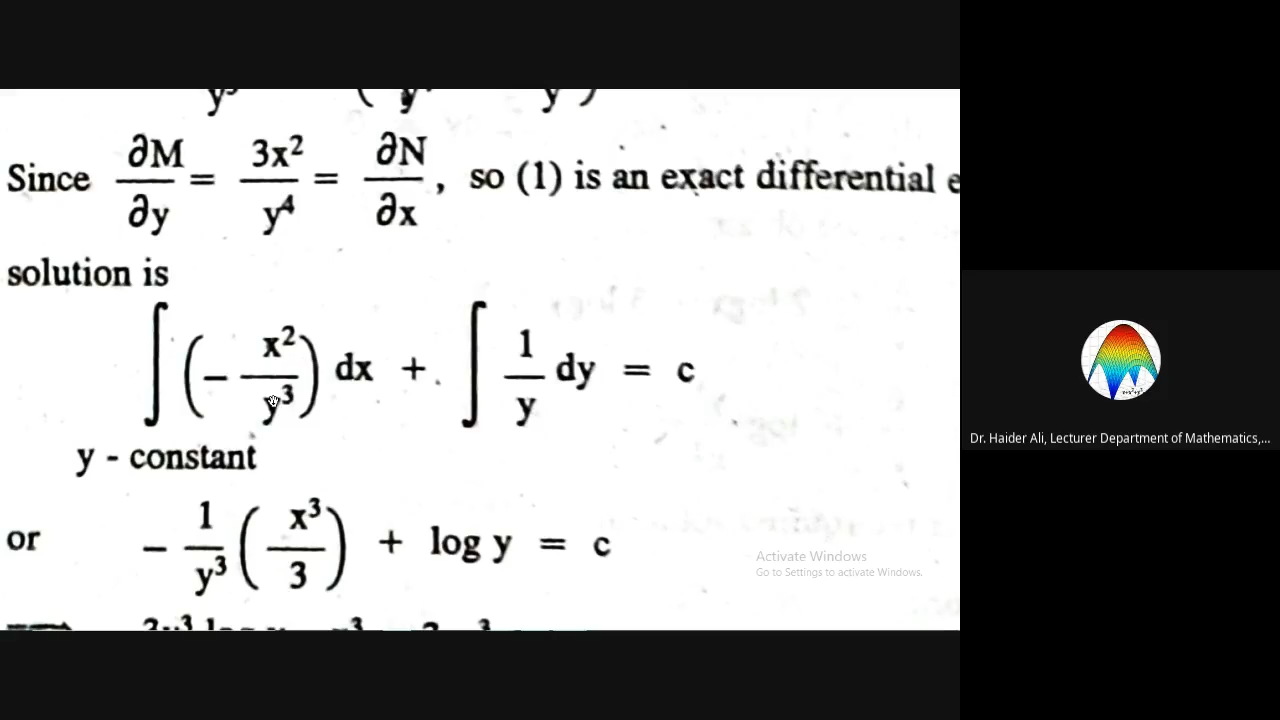 Since ∂M/∂y = 3x²/y⁴ = ∂N/∂x , so (1) is an exact differential
solution is
∫ (− x²/y³) dx + ∫ 1/y dy = c
y - constant
or − 1/y³ (x³/3) + log y = c
Activate Windows
Go to Settings to activate Windows.
Dr. Haider Ali, Lecturer Department of Mathematics,...